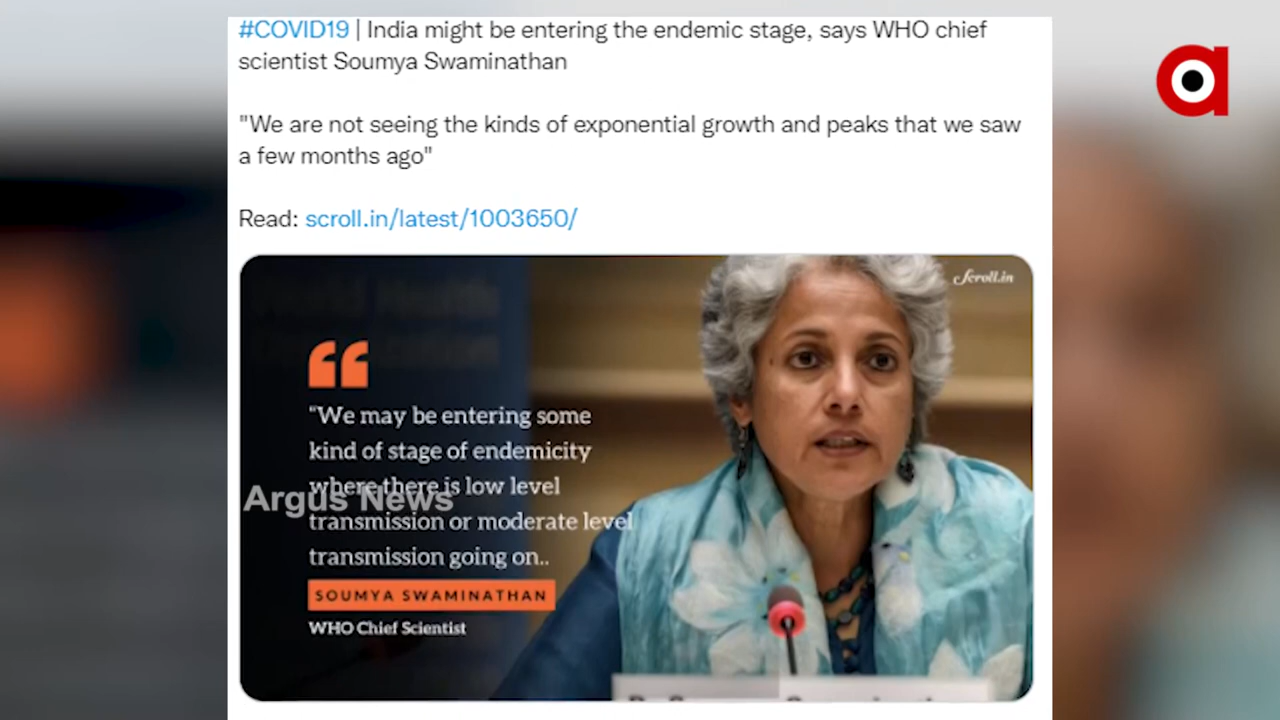 #COVID19 | India might be entering the endemic stage, says WHO chief
scientist Soumya Swaminathan
"We are not seeing the kinds of exponential growth and peaks that we saw
a few months ago"
Read: scroll.in/latest/1003650/
Scroll.in
“We may be entering some
kind of stage of endemicity
where there is low level
Argus News
transmission or moderate level
transmission going on..
SOUMYA SWAMINATHAN
WHO Chief Scientist